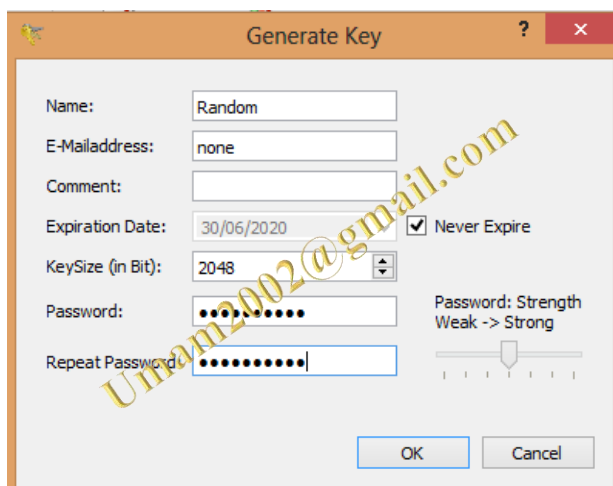 Generate Key
?
×
Name:
Random
E-Mailaddress:
none
Comment:
Expiration Date:
30/06/2020
Never Expire
KeySize (in Bit):
2048
Password:
●●●●●●●●●●
Password: Strength
Weak -> Strong
Repeat Password:
●●●●●●●●●●
OK
Cancel
Umam2002@gmail.com